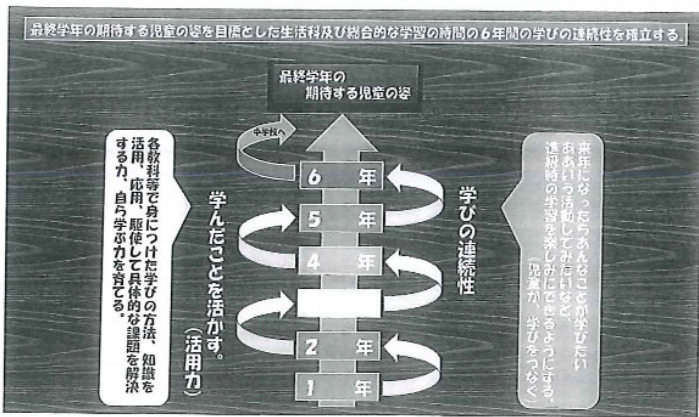 最終学年の期待する児童の姿を目標とした生活科及び総合的な学習の時間の6年間の学びの連続性を確立する。
最終学年の
期待する児童の姿
中学校へ
6 年
5 年
4 年
2 年
1 年
学びの連続性
来年になったらあんなことが学びたい
ああいう活動してみたいなど、
進級時の学習を楽しみにできるようにする。
（児童が、学びをつなぐ）
学んだことを活かす。
（活用力）
各教科等で身につけた学びの方法、知識を
活用、応用、駆使して具体的な課題を解決
する力、自ら学ぶ力を育てる。